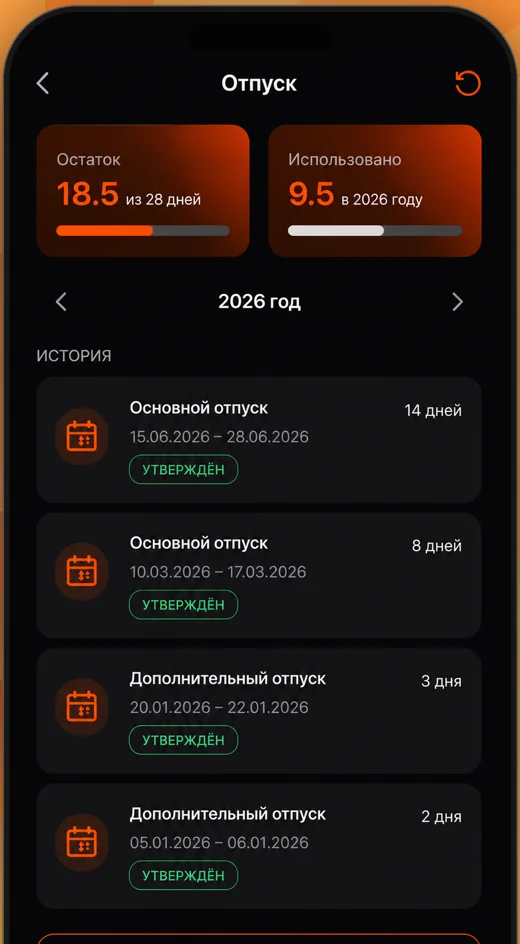 Отпуск
Остаток
18.5 из 28 дней
Использовано
9.5 в 2026 году
2026 год
ИСТОРИЯ
Основной отпуск
14 дней
15.06.2026 – 28.06.2026
УТВЕРЖДЁН
Основной отпуск
8 дней
10.03.2026 – 17.03.2026
УТВЕРЖДЁН
Дополнительный отпуск
3 дня
20.01.2026 – 22.01.2026
УТВЕРЖДЁН
Дополнительный отпуск
2 дня
05.01.2026 – 06.01.2026
УТВЕРЖДЁН